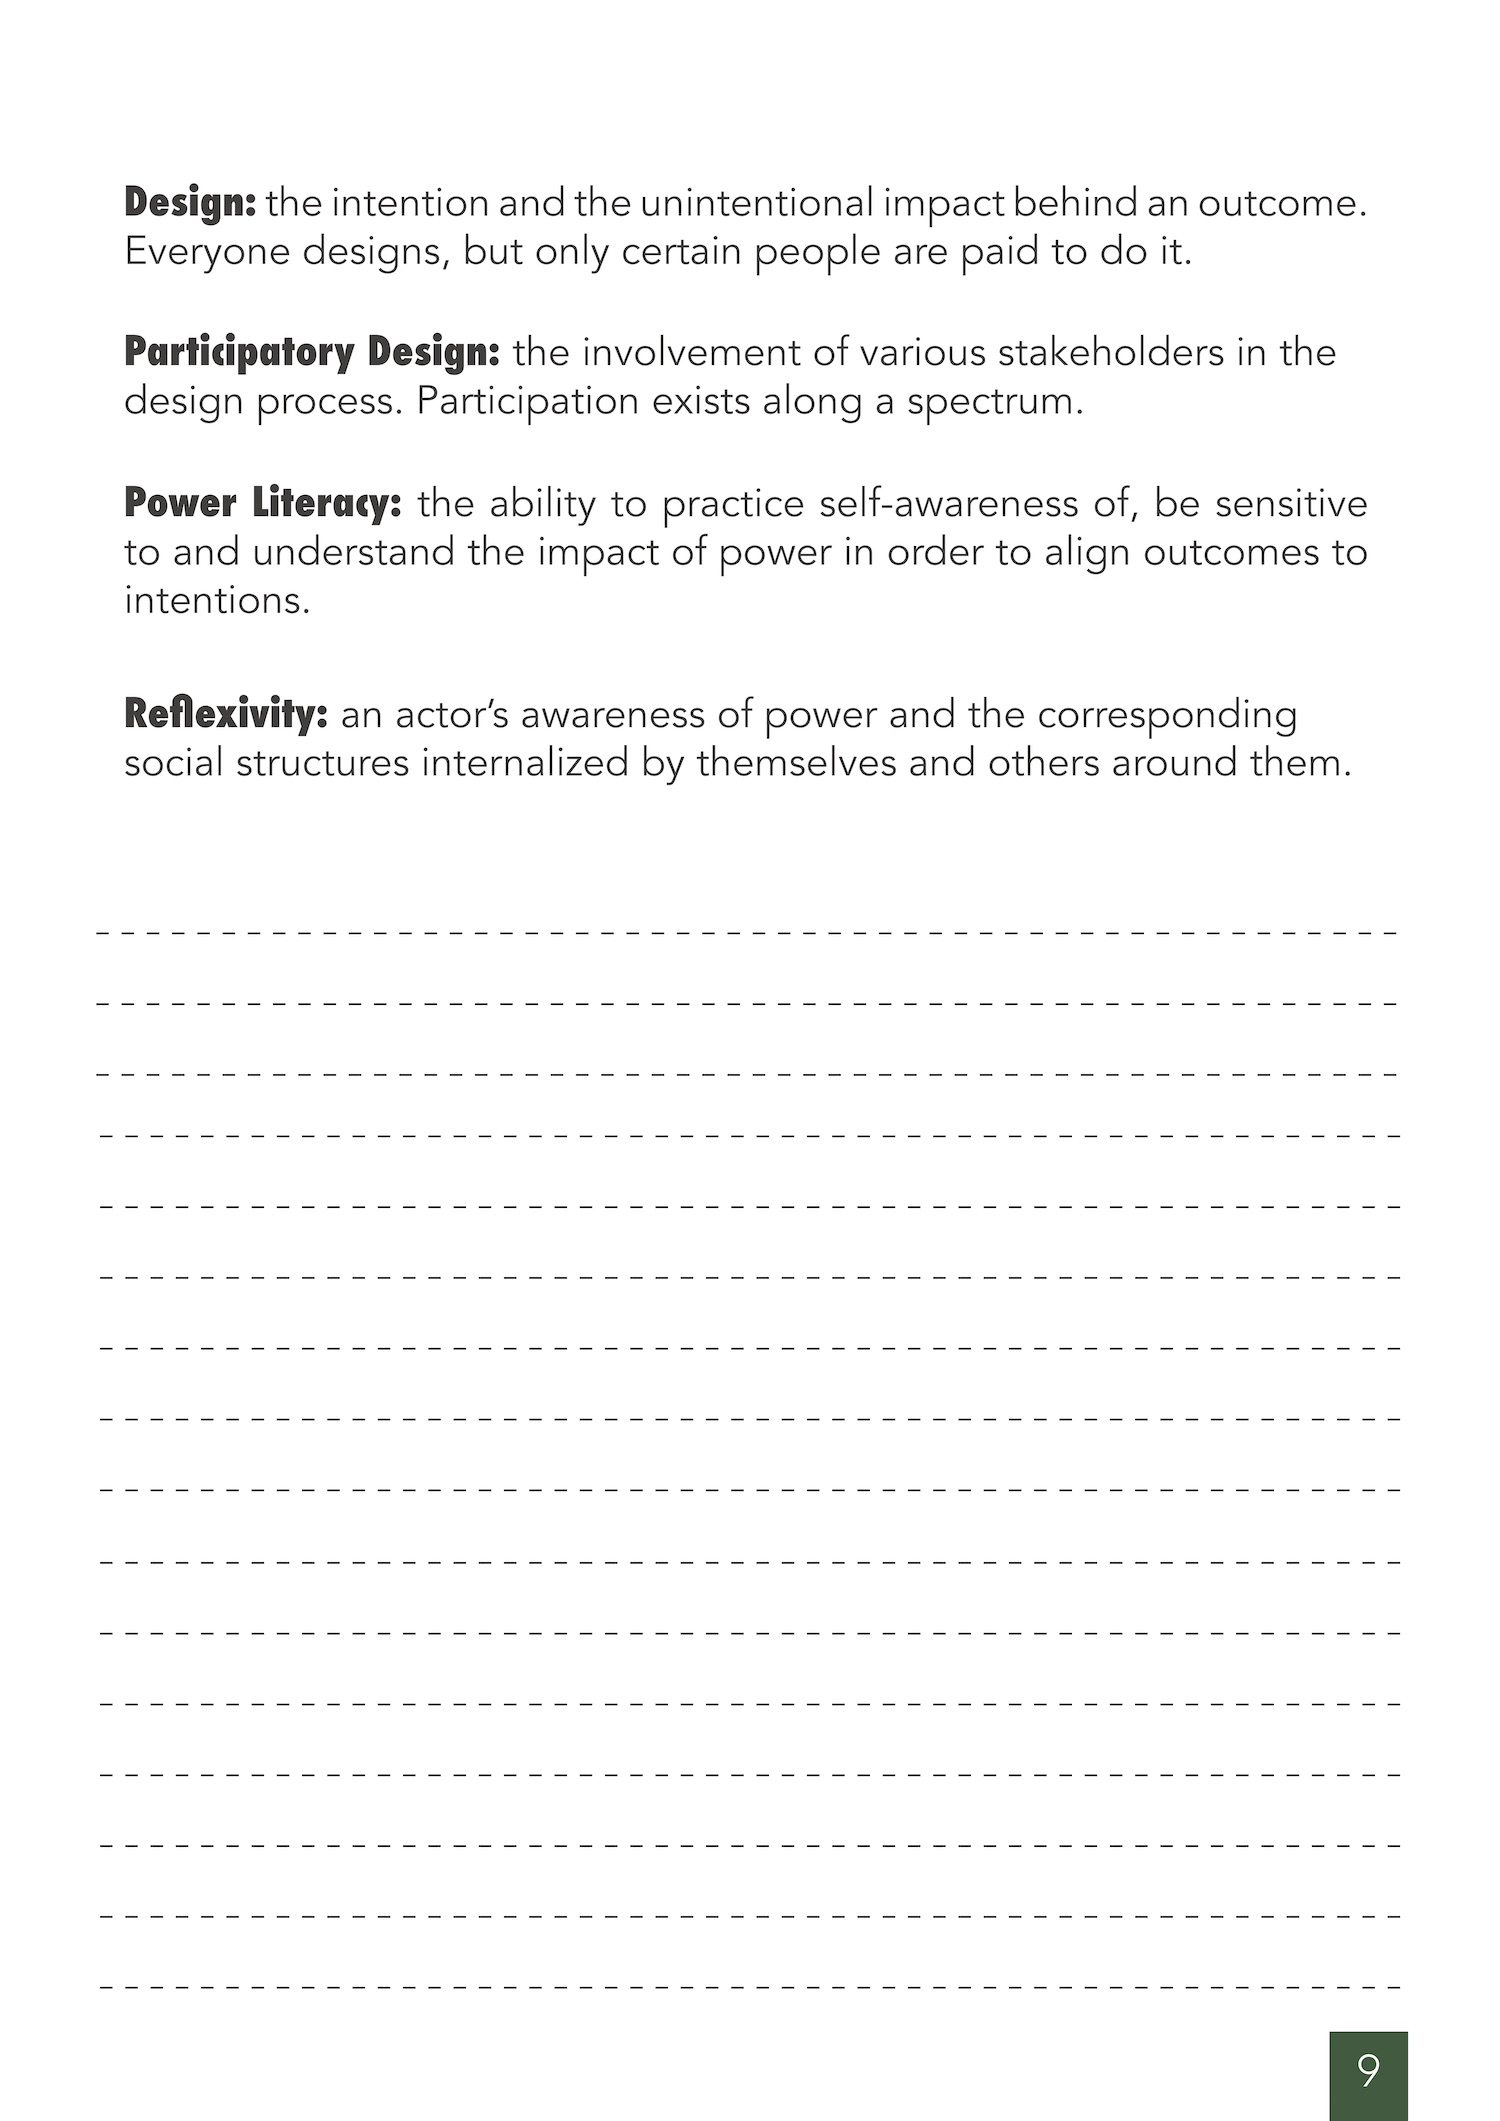 Design: the intention and the unintentional impact behind an outcome.
Everyone designs, but only certain people are paid to do it.
Participatory Design: the involvement of various stakeholders in the
design process. Participation exists along a spectrum.
Power Literacy: the ability to practice self-awareness of, be sensitive
to and understand the impact of power in order to align outcomes to
intentions.
Reflexivity: an actor’s awareness of power and the corresponding
social structures internalized by themselves and others around them.
9